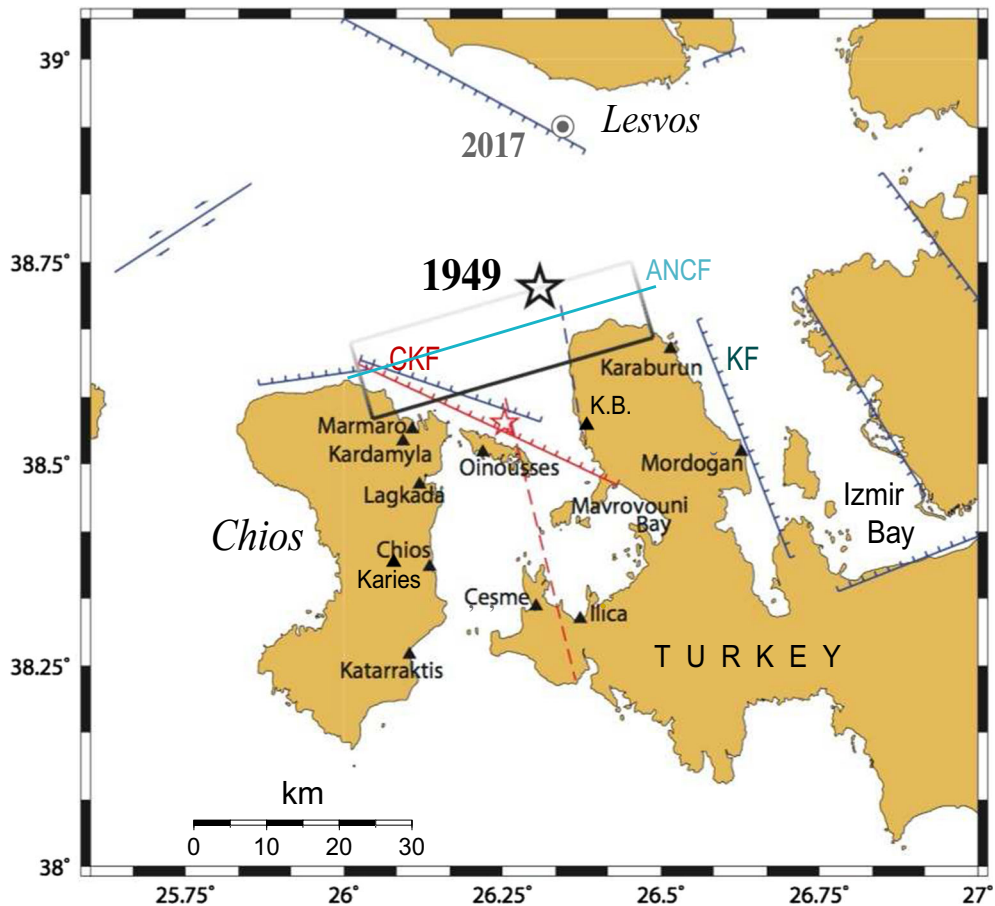 39°
Lesvos
2017
38.75°
1949
ANCF
CKF
KF
Karaburun
K.B.
Marmaro
Kardamyla
Oinousses
Mordoğan
38.5°
Lagkada
Mavrovouni
Bay
Izmir
Bay
Chios
Chios
Karies
Çeşme
Ilıca
TURKEY
38.25°
Katarraktis
km
0 10 20 30
38°
25.75° 26° 26.25° 26.5° 26.75° 27°